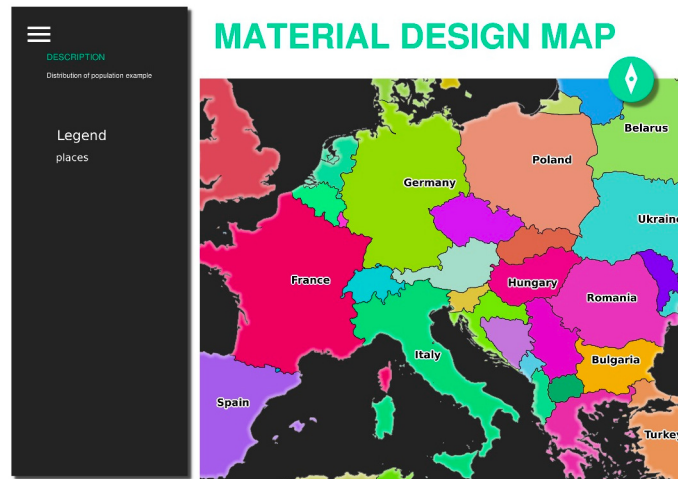 MATERIAL DESIGN MAP
DESCRIPTION
Distribution of population example
Legend
places
Belarus
Poland
Germany
Ukraine
France
Hungary
Romania
Italy
Bulgaria
Spain
Turkey